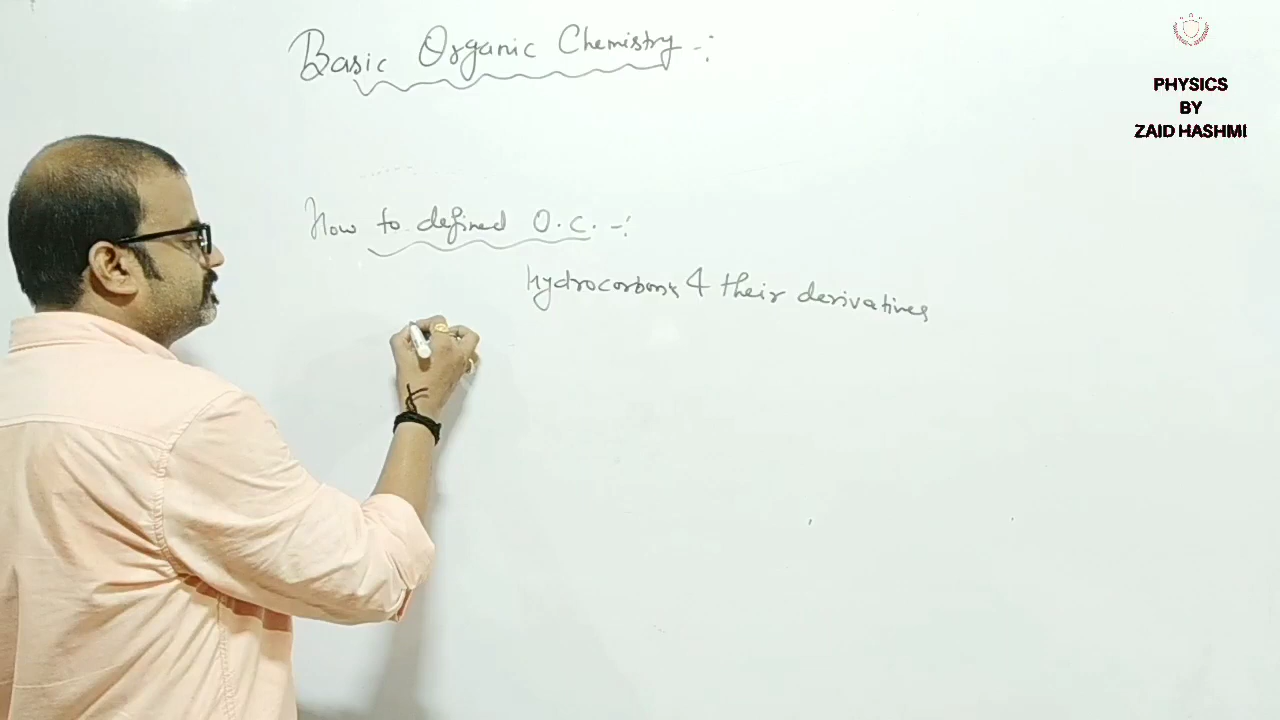 Basic Organic Chemistry -:
PHYSICS
BY
ZAID HASHMI
How to defined O.C. -:
hydrocarbons & their derivatives